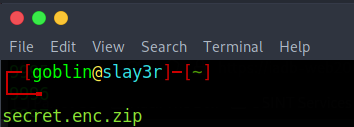 File Edit View Search Terminal Help
┌─[goblin@slay3r]─[~]
└──╼
secret.enc.zip